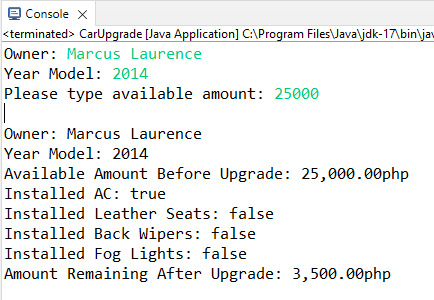 Console
<terminated> CarUpgrade [Java Application] C:\Program Files\Java\jdk-17\bin\jav
Owner: Marcus Laurence
Year Model: 2014
Please type available amount: 25000
Owner: Marcus Laurence
Year Model: 2014
Available Amount Before Upgrade: 25,000.00php
Installed AC: true
Installed Leather Seats: false
Installed Back Wipers: false
Installed Fog Lights: false
Amount Remaining After Upgrade: 3,500.00php